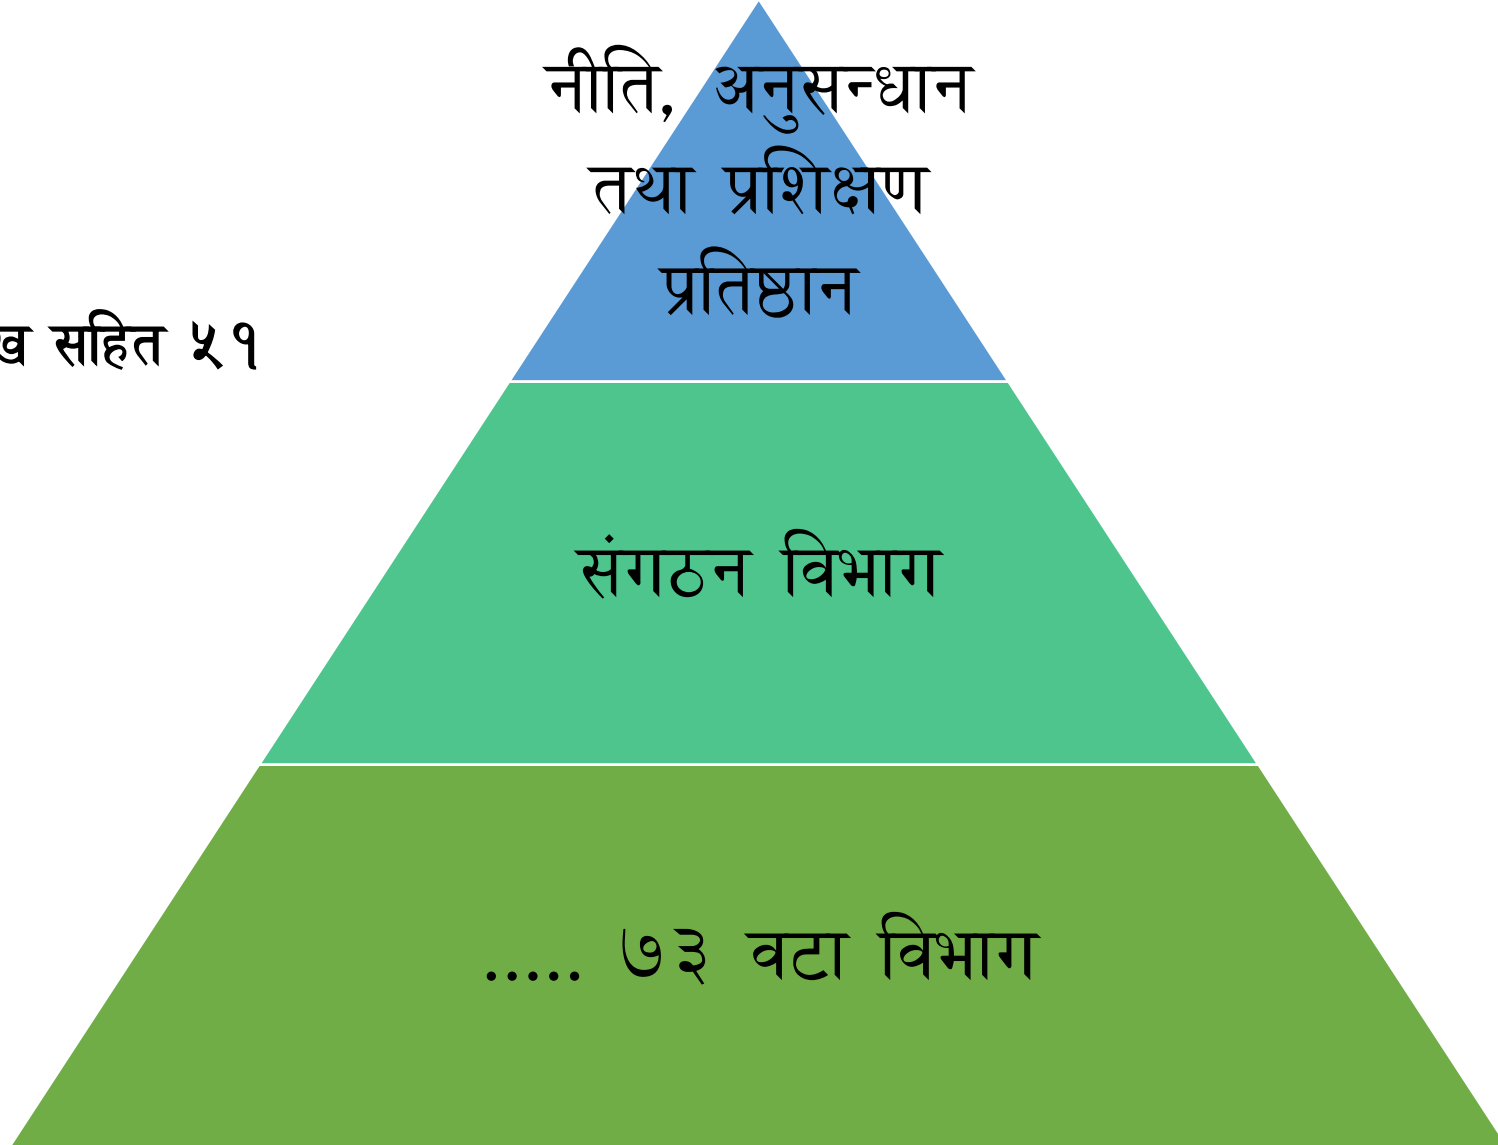 नीति, अनुसन्धान
तथा प्रशिक्षण
प्रतिष्ठान
सहित ५१
संगठन विभाग
..... ७३ वटा विभाग